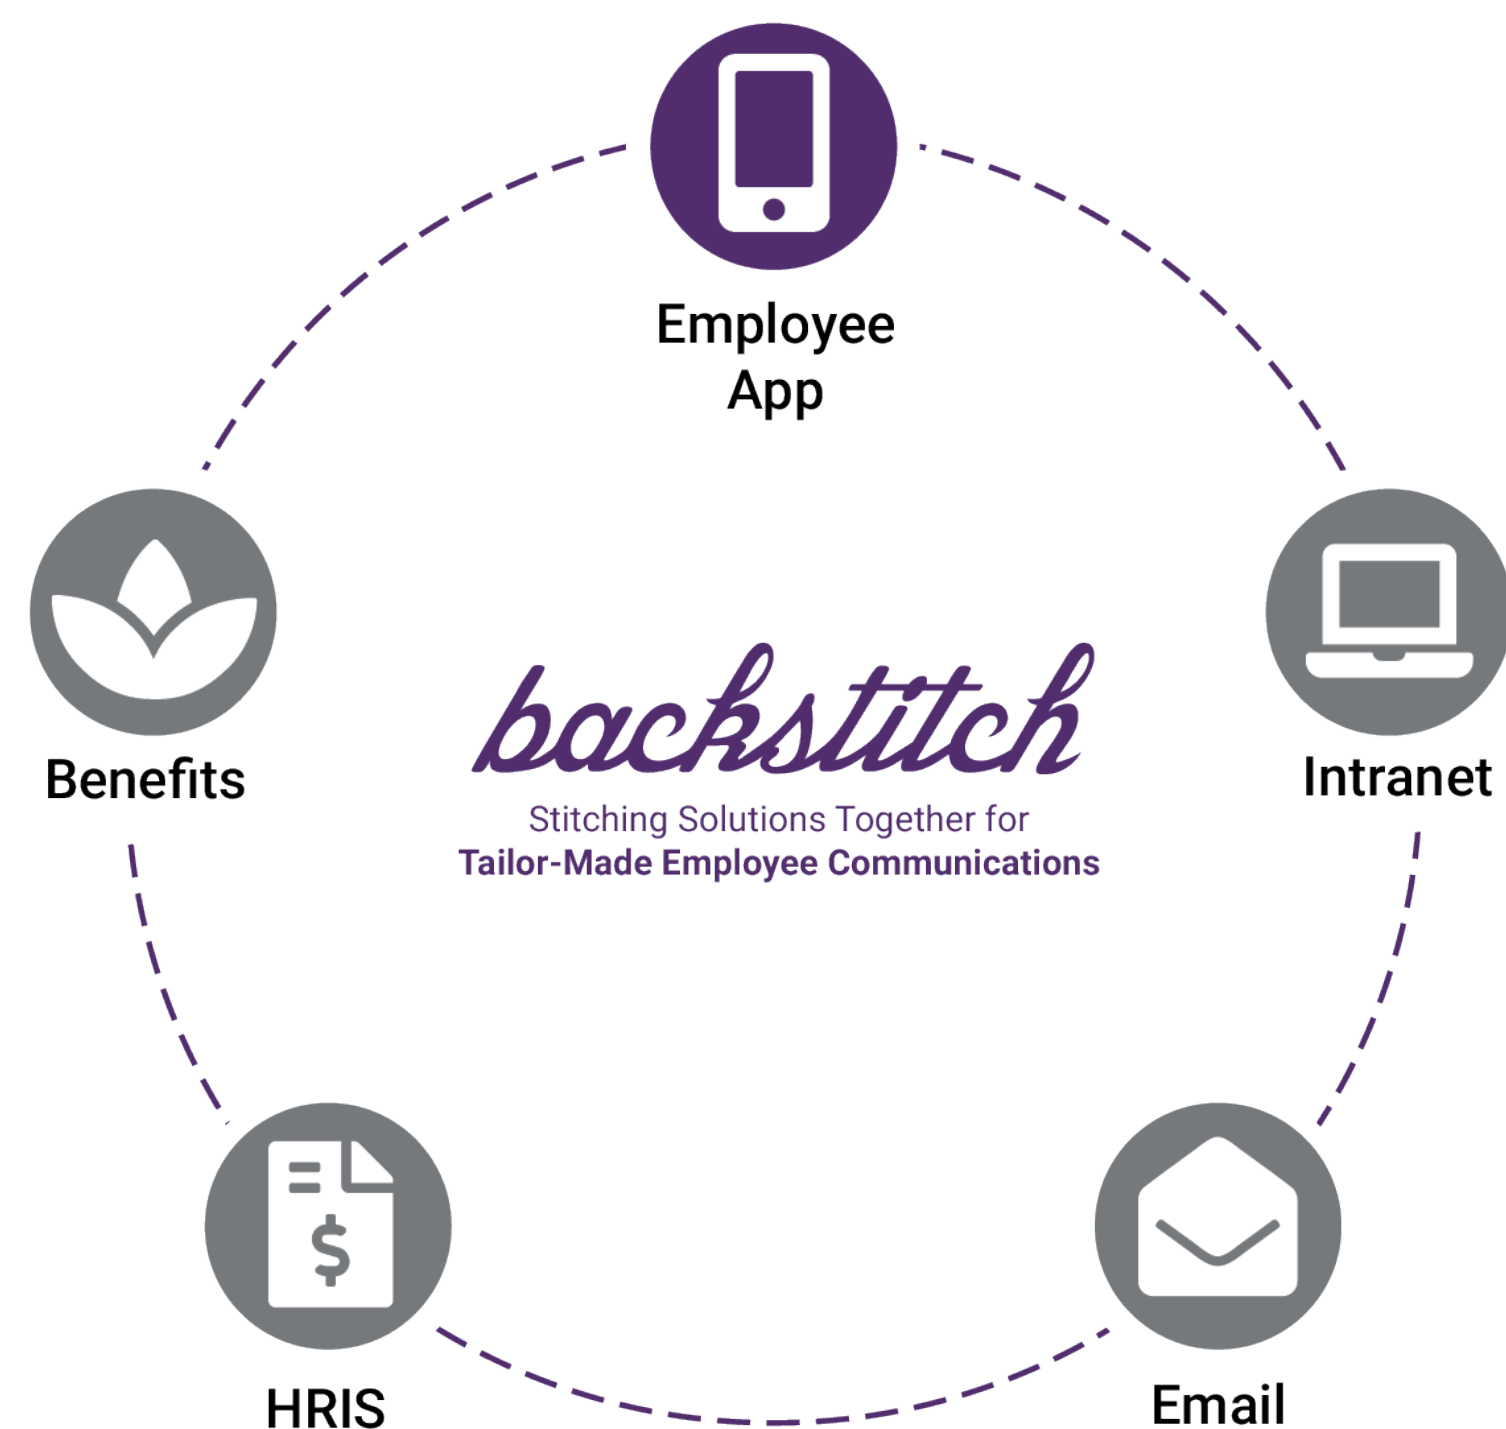 Employee
App
Benefits
Intranet
backstitch
Stitching Solutions Together for
Tailor-Made Employee Communications
$
HRIS
Email